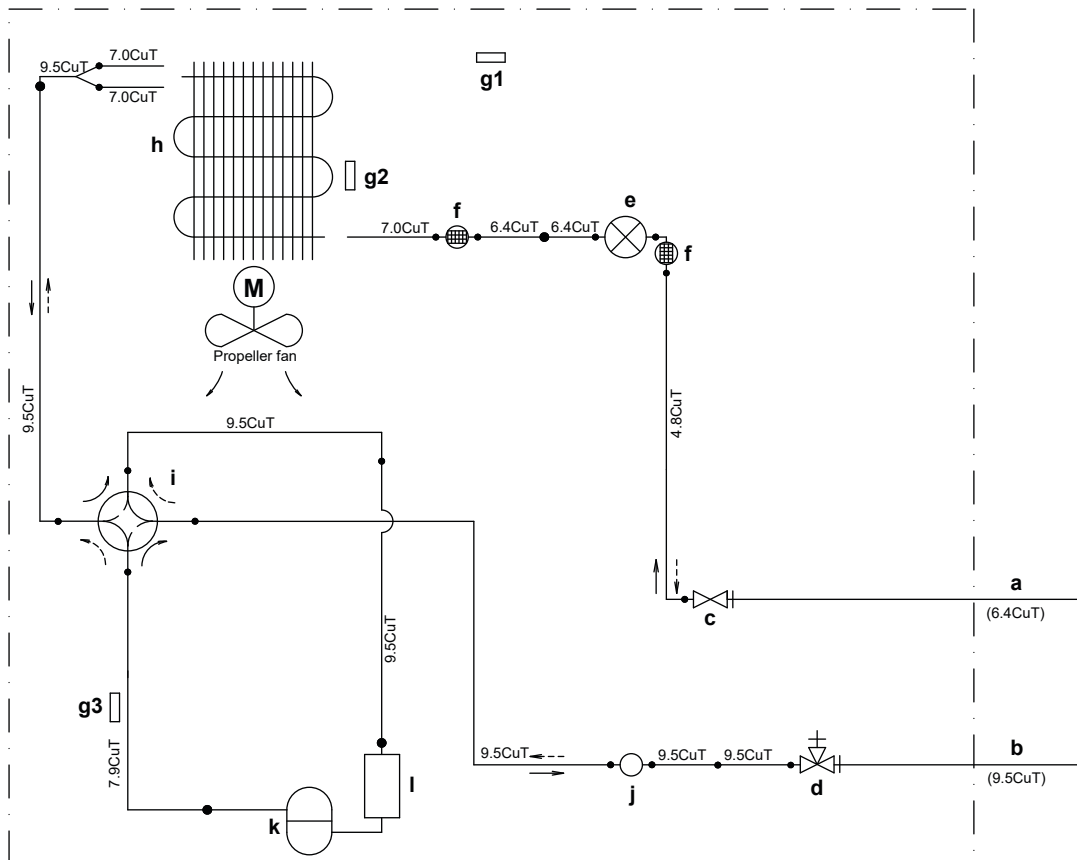 7.0CuT
9.5CuT
7.0CuT
g1
h
g2
e
f
7.0CuT
6.4CuT
6.4CuT
f
M
Propeller fan
9.5CuT
4.8CuT
9.5CuT
i
a
(6.4CuT)
c
9.5CuT
g3
7.9CuT
9.5CuT
9.5CuT
9.5CuT
b
(9.5CuT)
j
d
l
k